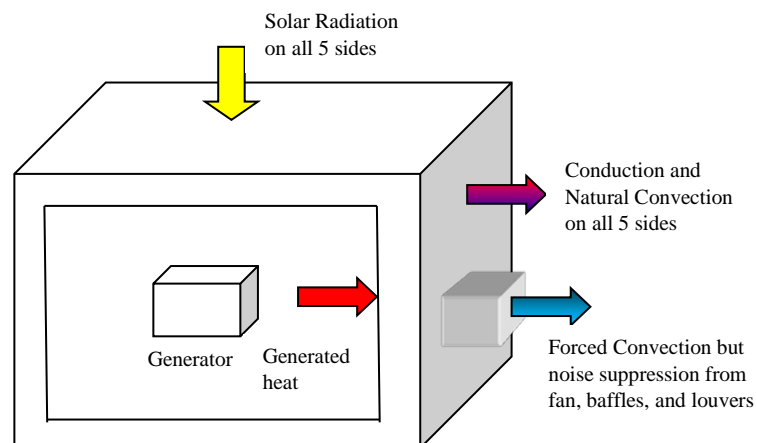 Solar Radiation
on all 5 sides
Conduction and
Natural Convection
on all 5 sides
Generator
Generated
heat
Forced Convection but
noise suppression from
fan, baffles, and louvers